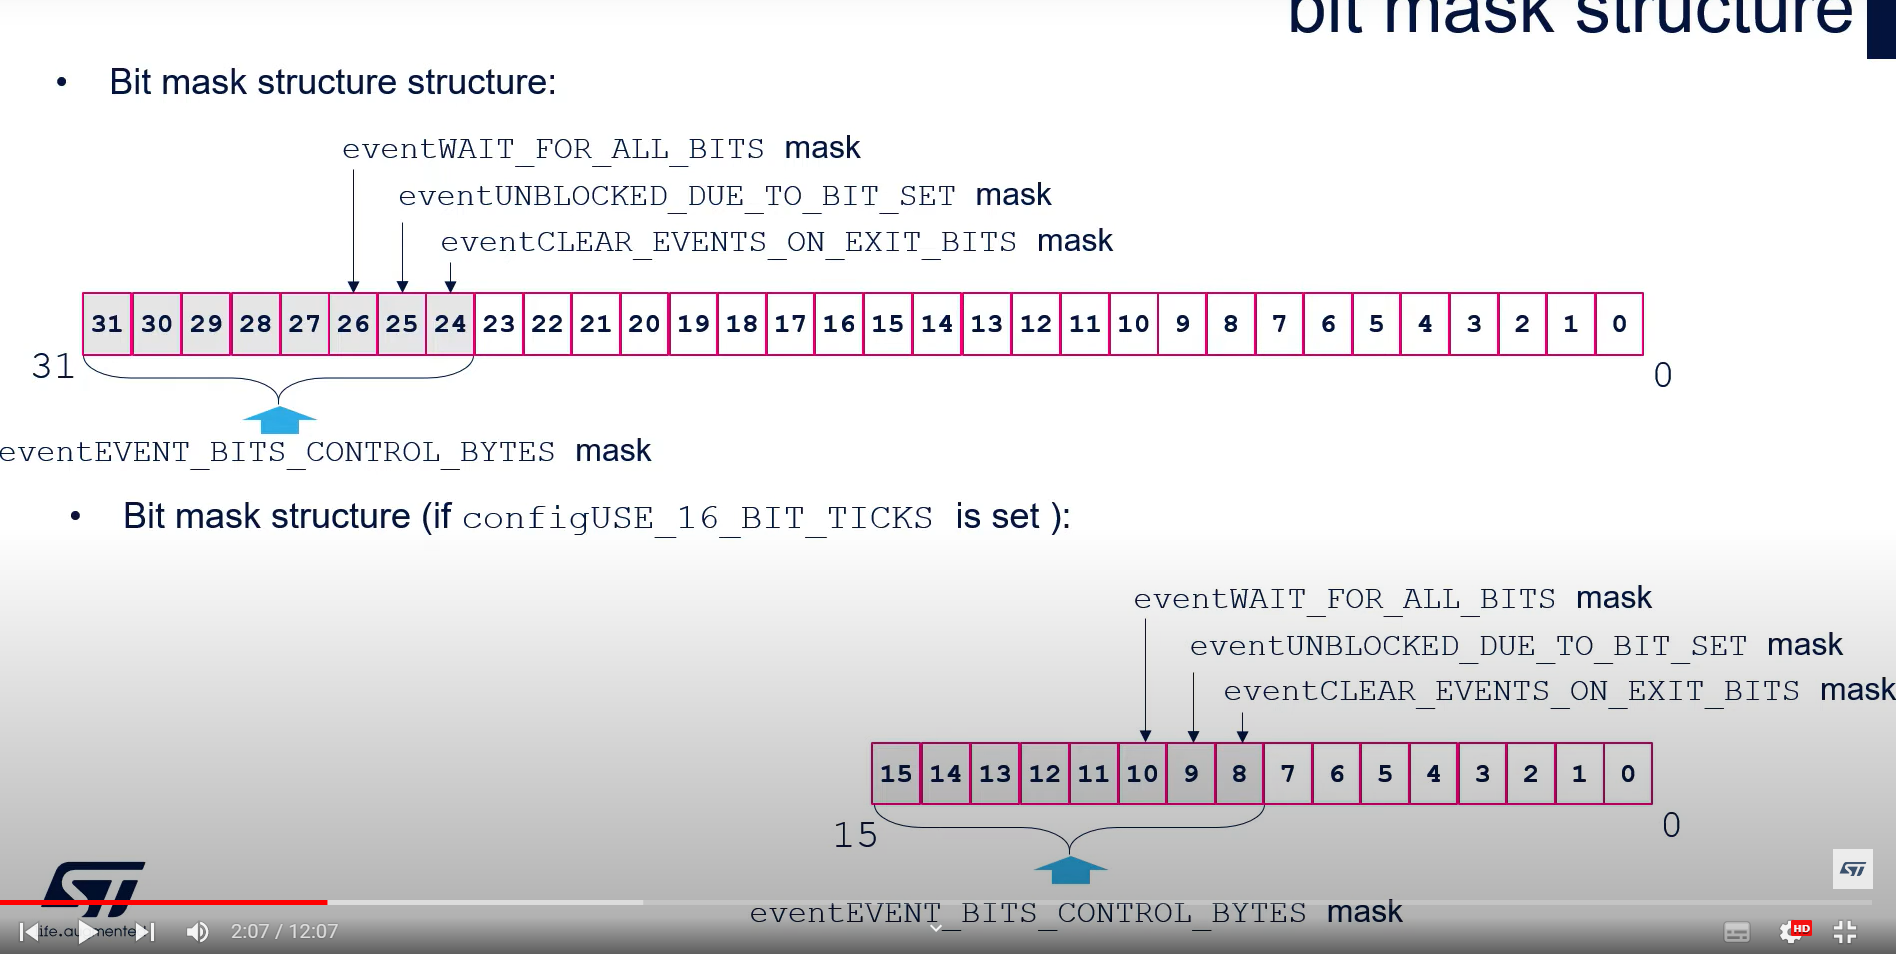 bit mask structure
• Bit mask structure structure:
eventWAIT_FOR_ALL_BITS mask
eventUNBLOCKED_DUE_TO_BIT_SET mask
eventCLEAR_EVENTS_ON_EXIT_BITS mask
31 30 29 28 27 26 25 24 23 22 21 20 19 18 17 16 15 14 13 12 11 10 9 8 7 6 5 4 3 2 1 0
31 0
eventEVENT_BITS_CONTROL_BYTES mask
• Bit mask structure (if configUSE_16_BIT_TICKS is set ):
eventWAIT_FOR_ALL_BITS mask
eventUNBLOCKED_DUE_TO_BIT_SET mask
eventCLEAR_EVENTS_ON_EXIT_BITS mask
15 14 13 12 11 10 9 8 7 6 5 4 3 2 1 0
15 0
ST
eventEVENT_BITS_CONTROL_BYTES mask
2:07 / 12:07
HD